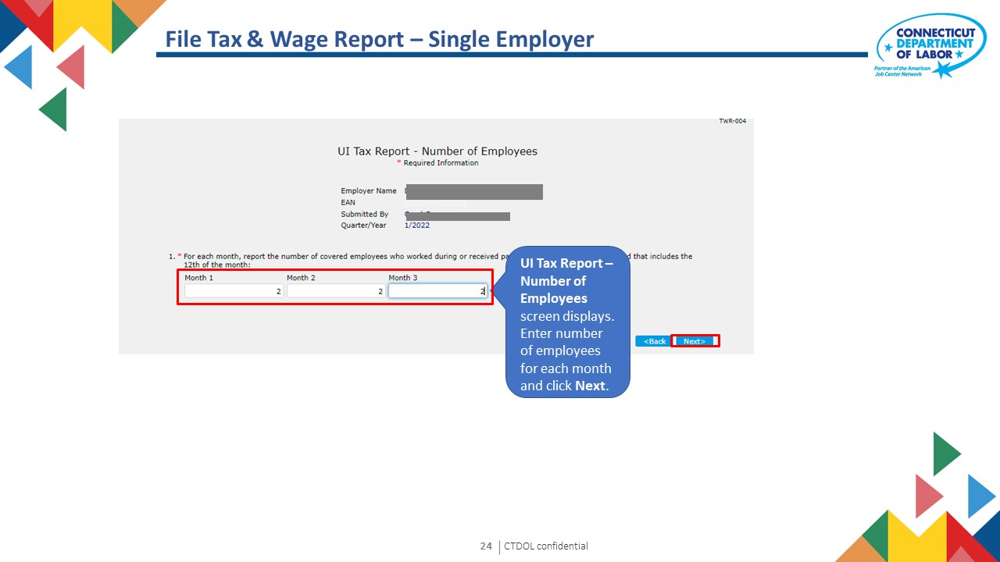 File Tax & Wage Report – Single Employer
CONNECTICUT
DEPARTMENT
OF LABOR
Partner of the American
Job Center Network
TWR-004
UI Tax Report - Number of Employees
* Required Information
Employer Name
EAN
Submitted By
Quarter/Year 1/2022
1. * For each month, report the number of covered employees who worked during or received that includes the
12th of the month:
Month 1 Month 2 Month 3
2 2 2
UI Tax Report –
Number of
Employees
screen displays.
Enter number
of employees
for each month
and click Next.
<Back Next>
24 CTDOL confidential